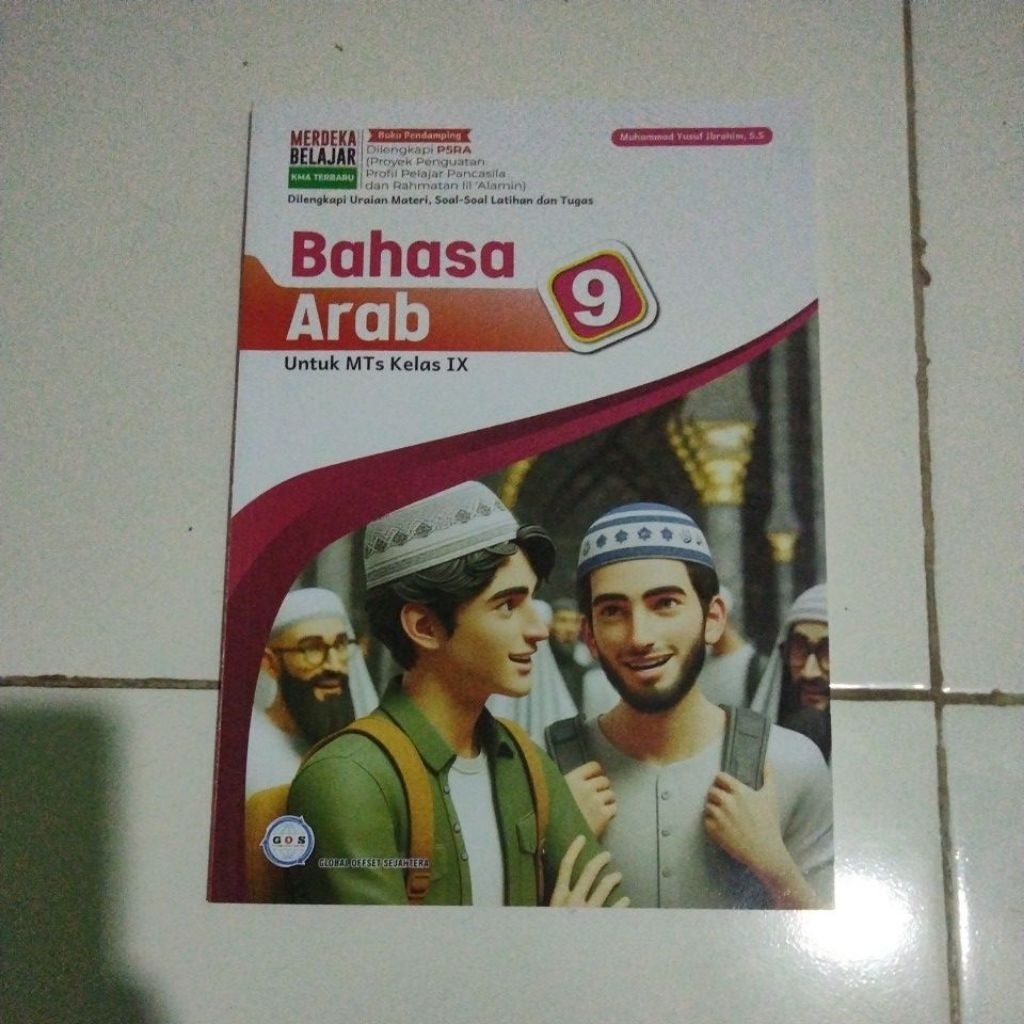 MERDEKA
BELAJAR
KMA TERBARU
Buku Pendamping
Dilengkapi P5RA
(Proyek Penguatan
Profil Pelajar Pancasila
dan Rahmatan lil 'Alamin)
Muhammad Yusuf Ibrahim, S.S
Dilengkapi Uraian Materi, Soal-Soal Latihan dan Tugas
Bahasa
Arab
9
Untuk MTs Kelas IX
GOS
GLOBAL OFFSET SEJAHTERA